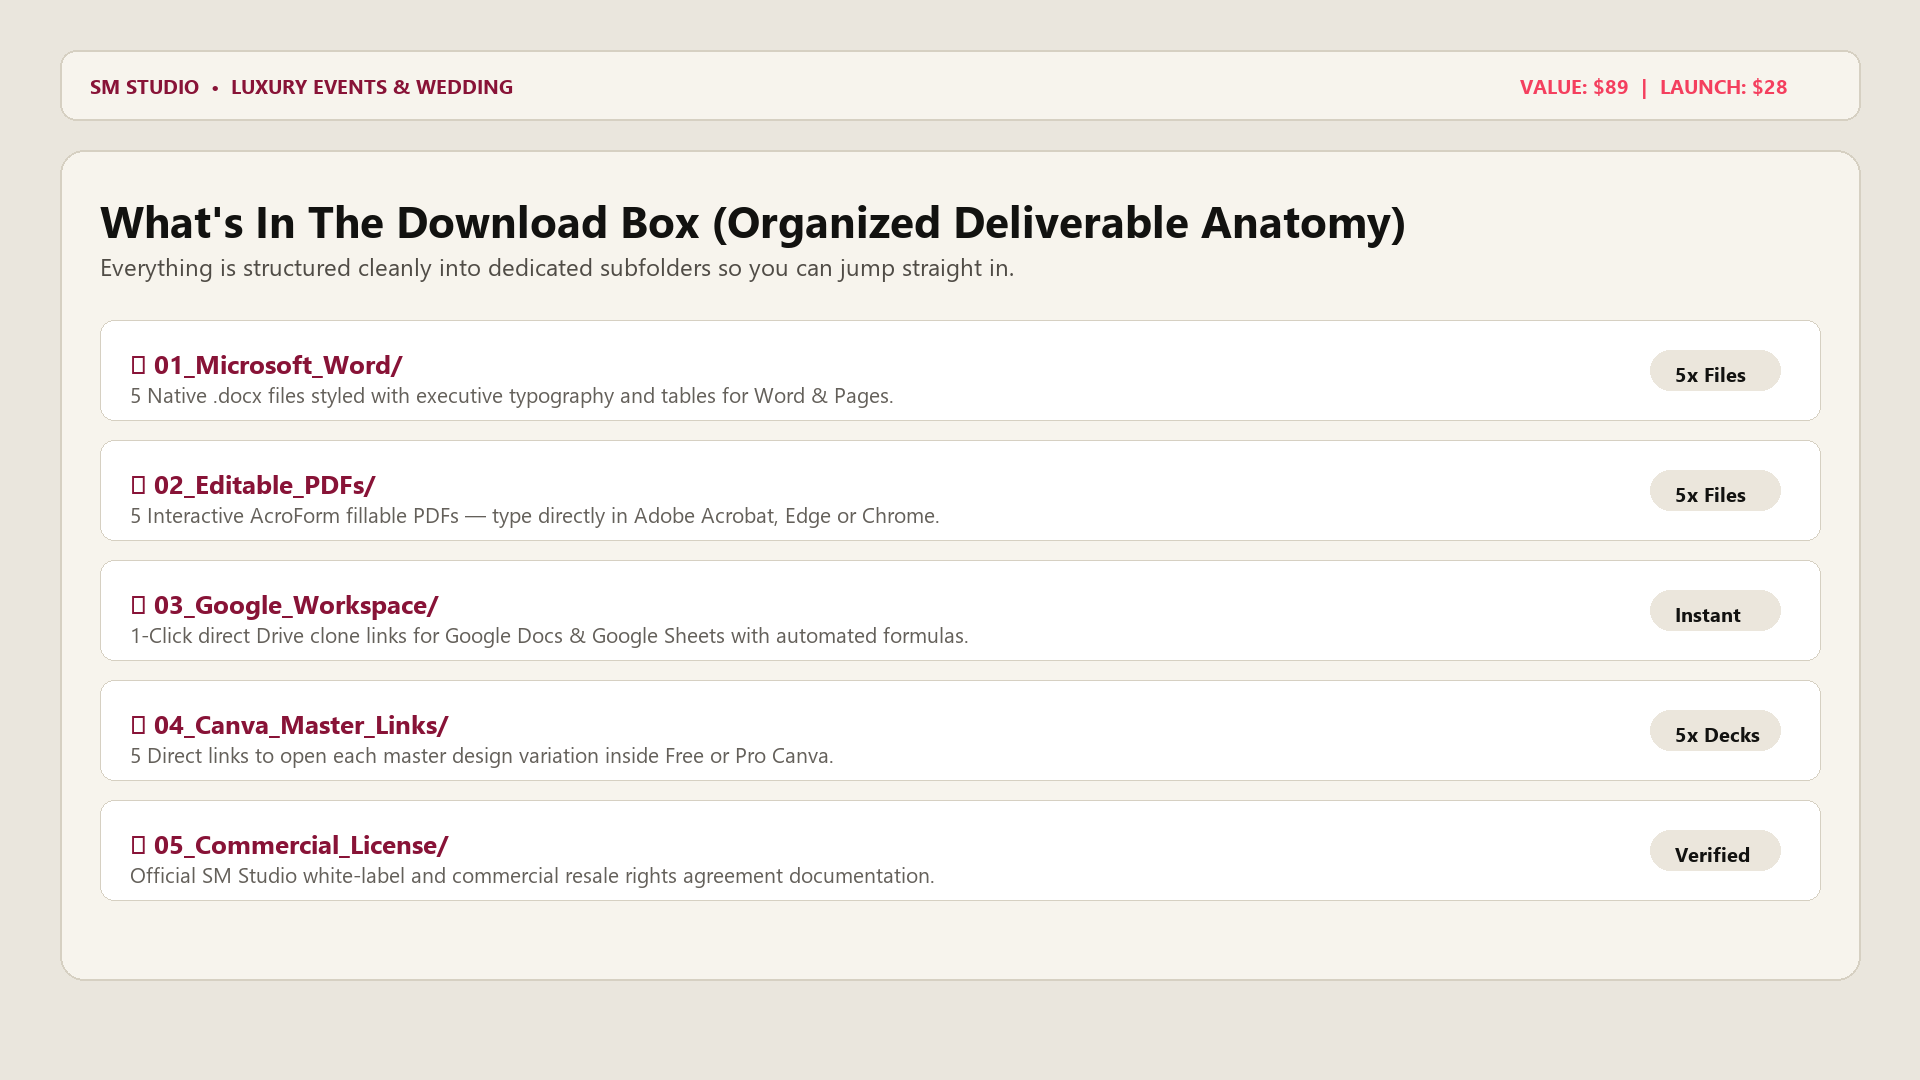 SM STUDIO • LUXURY EVENTS & WEDDING
VALUE: $89 | LAUNCH: $28
What's In The Download Box (Organized Deliverable Anatomy)
Everything is structured cleanly into dedicated subfolders so you can jump straight in.
01_Microsoft_Word/
5x Files
5 Native .docx files styled with executive typography and tables for Word & Pages.
02_Editable_PDFs/
5x Files
5 Interactive AcroForm fillable PDFs — type directly in Adobe Acrobat, Edge or Chrome.
03_Google_Workspace/
Instant
1-Click direct Drive clone links for Google Docs & Google Sheets with automated formulas.
04_Canva_Master_Links/
5x Decks
5 Direct links to open each master design variation inside Free or Pro Canva.
05_Commercial_License/
Verified
Official SM Studio white-label and commercial resale rights agreement documentation.